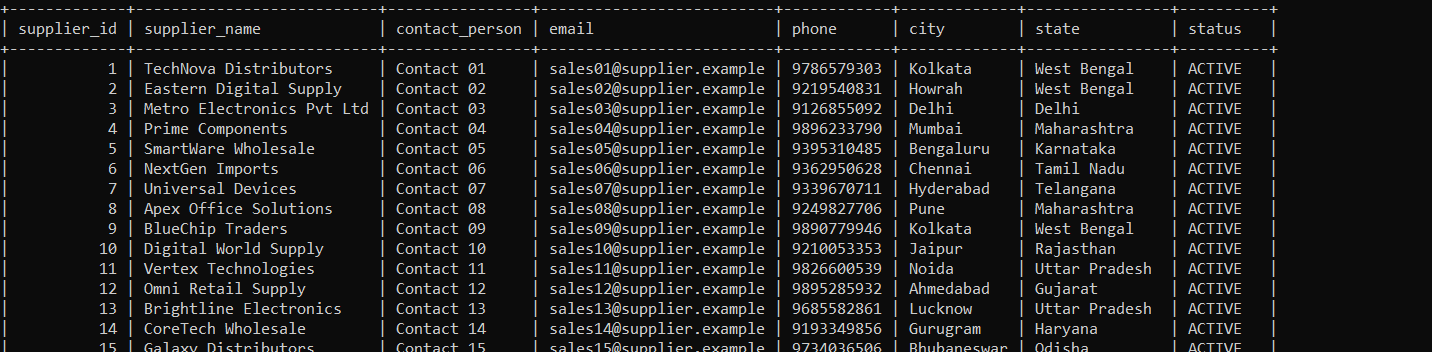 +-------------+--------------------------+----------------+--------------------------+------------+-------------+----------------+----------+
| supplier_id | supplier_name            | contact_person | email                    | phone      | city        | state          | status   |
+-------------+--------------------------+----------------+--------------------------+------------+-------------+----------------+----------+
|           1 | TechNova Distributors    | Contact 01     | sales01@supplier.example | 9786579303 | Kolkata     | West Bengal    | ACTIVE   |
|           2 | Eastern Digital Supply   | Contact 02     | sales02@supplier.example | 9219540831 | Howrah      | West Bengal    | ACTIVE   |
|           3 | Metro Electronics Pvt Ltd | Contact 03     | sales03@supplier.example | 9126855092 | Delhi       | Delhi          | ACTIVE   |
|           4 | Prime Components         | Contact 04     | sales04@supplier.example | 9896233790 | Mumbai      | Maharashtra    | ACTIVE   |
|           5 | SmartWare Wholesale      | Contact 05     | sales05@supplier.example | 9395310485 | Bengaluru   | Karnataka      | ACTIVE   |
|           6 | NextGen Imports          | Contact 06     | sales06@supplier.example | 9362950628 | Chennai     | Tamil Nadu     | ACTIVE   |
|           7 | Universal Devices        | Contact 07     | sales07@supplier.example | 9339670711 | Hyderabad   | Telangana      | ACTIVE   |
|           8 | Apex Office Solutions    | Contact 08     | sales08@supplier.example | 9249827706 | Pune        | Maharashtra    | ACTIVE   |
|           9 | BlueChip Traders         | Contact 09     | sales09@supplier.example | 9890779946 | Kolkata     | West Bengal    | ACTIVE   |
|          10 | Digital World Supply     | Contact 10     | sales10@supplier.example | 9210053353 | Jaipur      | Rajasthan      | ACTIVE   |
|          11 | Vertex Technologies      | Contact 11     | sales11@supplier.example | 9826600539 | Noida       | Uttar Pradesh  | ACTIVE   |
|          12 | Omni Retail Supply       | Contact 12     | sales12@supplier.example | 9895285932 | Ahmedabad   | Gujarat        | ACTIVE   |
|          13 | Brightline Electronics   | Contact 13     | sales13@supplier.example | 9685582861 | Lucknow     | Uttar Pradesh  | ACTIVE   |
|          14 | CoreTech Wholesale       | Contact 14     | sales14@supplier.example | 9193349856 | Gurugram    | Haryana        | ACTIVE   |
|          15 | Galaxy Distributors      | Contact 15     | sales15@supplier.example | 9734036506 | Bhubaneswar | Odisha         | ACTIVE   |